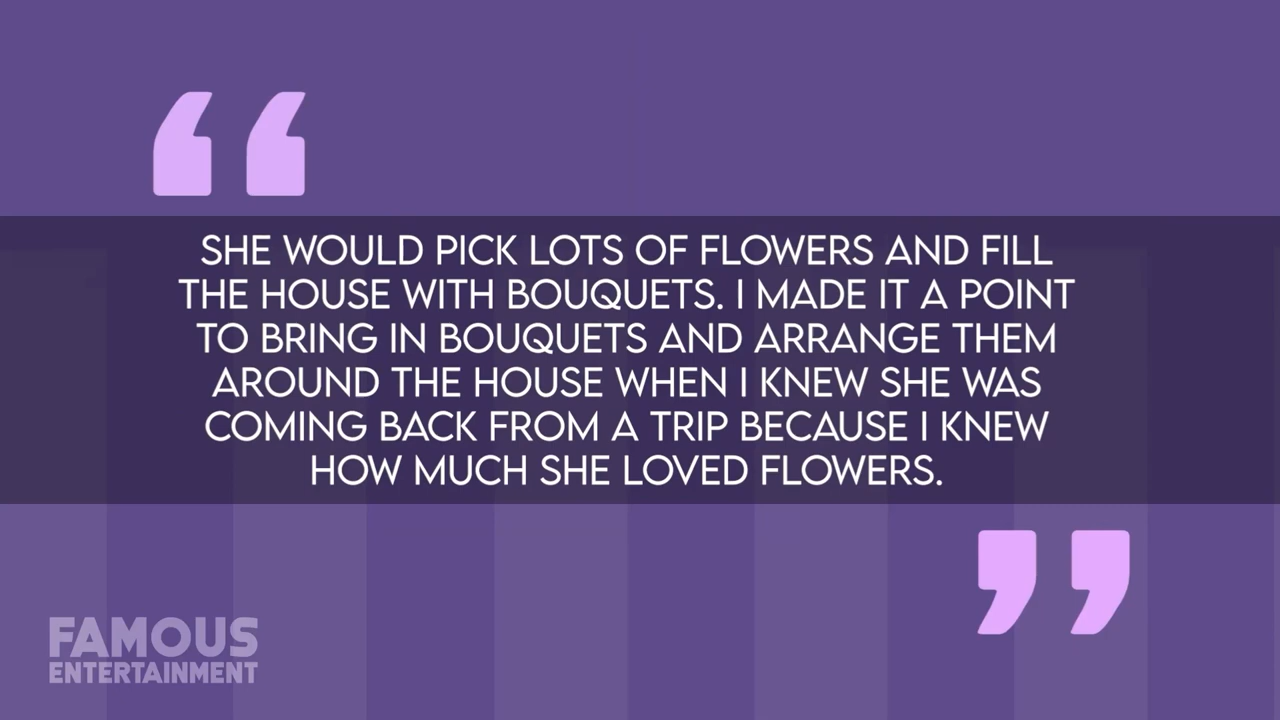 “
SHE WOULD PICK LOTS OF FLOWERS AND FILL
THE HOUSE WITH BOUQUETS. I MADE IT A POINT
TO BRING IN BOUQUETS AND ARRANGE THEM
AROUND THE HOUSE WHEN I KNEW SHE WAS
COMING BACK FROM A TRIP BECAUSE I KNEW
HOW MUCH SHE LOVED FLOWERS.
”
FAMOUS
ENTERTAINMENT